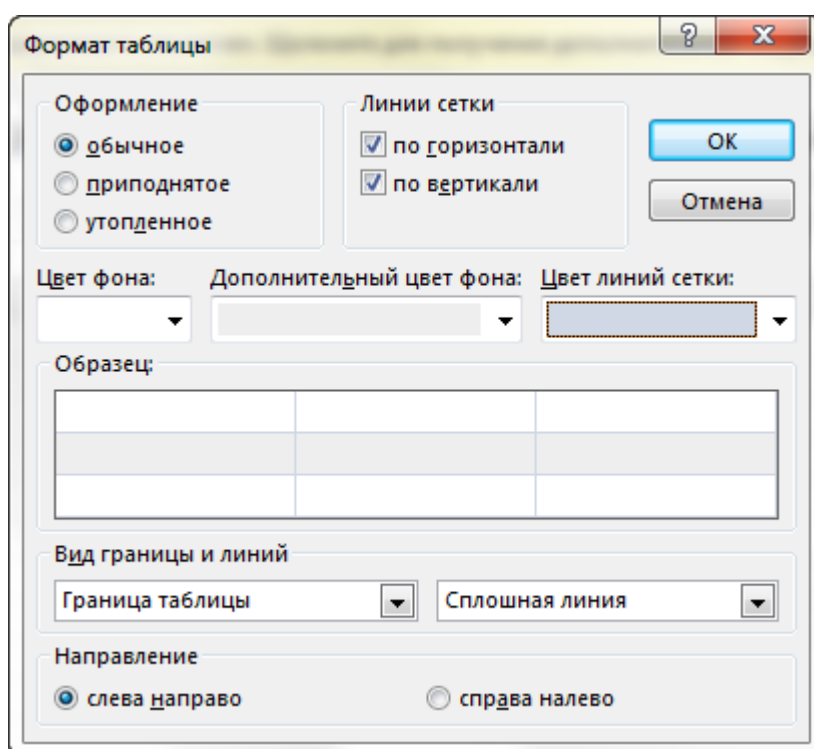 Формат таблицы
Оформление
обычное
приподнятое
утопленное
Линии сетки
по горизонтали
по вертикали
ОК
Отмена
Цвет фона: Дополнительный цвет фона: Цвет линий сетки:
Образец:
Вид границы и линий
Граница таблицы Сплошная линия
Направление
слева направо справа налево